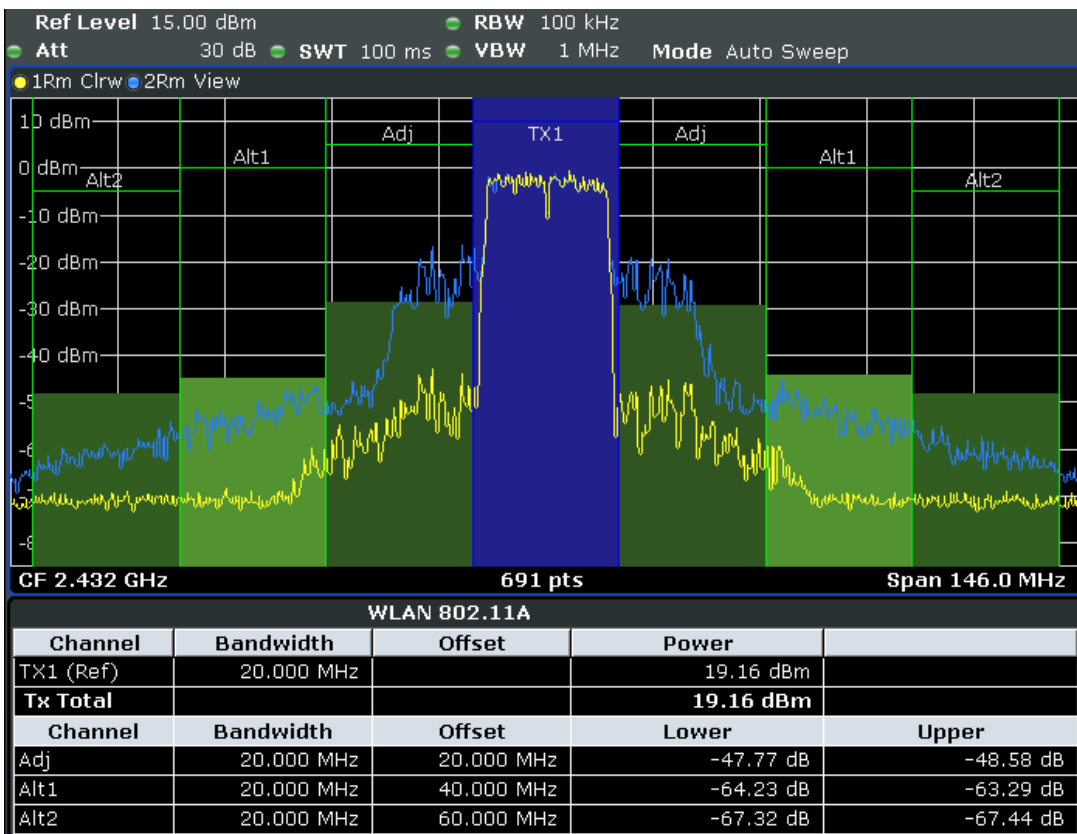 Ref Level 15.00 dBm RBW 100 kHz
Att 30 dB SWT 100 ms VBW 1 MHz Mode Auto Sweep
1Rm Clrw 2Rm View
10 dBm
Adj TX1 Adj
0 dBm Alt1 Alt1
Alt2 Alt2
-10 dBm
-20 dBm
-30 dBm
-40 dBm
CF 2.432 GHz 691 pts Span 146.0 MHz
WLAN 802.11A
Channel Bandwidth Offset Power
TX1 (Ref) 20.000 MHz 19.16 dBm
Tx Total 19.16 dBm
Channel Bandwidth Offset Lower Upper
Adj 20.000 MHz 20.000 MHz -47.77 dB -48.58 dB
Alt1 20.000 MHz 40.000 MHz -64.23 dB -63.29 dB
Alt2 20.000 MHz 60.000 MHz -67.32 dB -67.44 dB